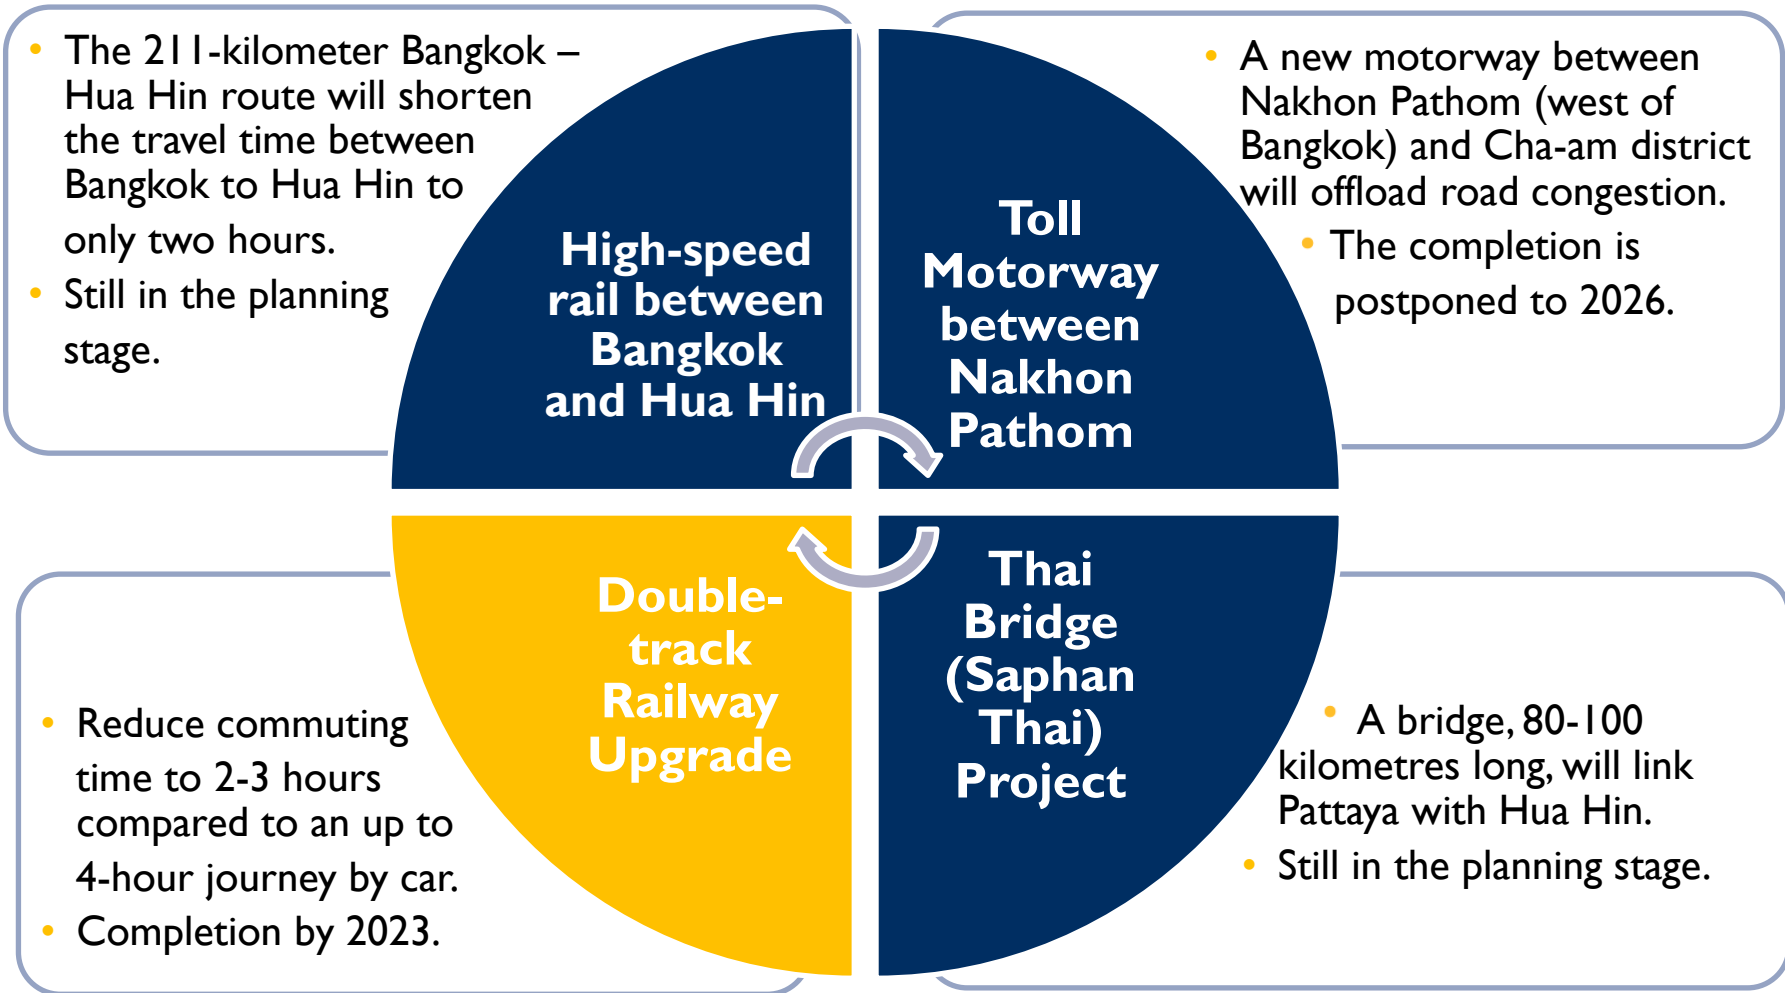 • The 211-kilometer Bangkok –
Hua Hin route will shorten
the travel time between
Bangkok to Hua Hin to
only two hours.
• Still in the planning
stage.
High-speed
rail between
Bangkok
and Hua Hin
Toll
Motorway
between
Nakhon
Pathom
• A new motorway between
Nakhon Pathom (west of
Bangkok) and Cha-am district
will offload road congestion.
• The completion is
postponed to 2026.
• Reduce commuting
time to 2-3 hours
compared to an up to
4-hour journey by car.
• Completion by 2023.
Double-
track
Railway
Upgrade
Thai
Bridge
(Saphan
Thai)
Project
• A bridge, 80-100
kilometres long, will link
Pattaya with Hua Hin.
• Still in the planning stage.